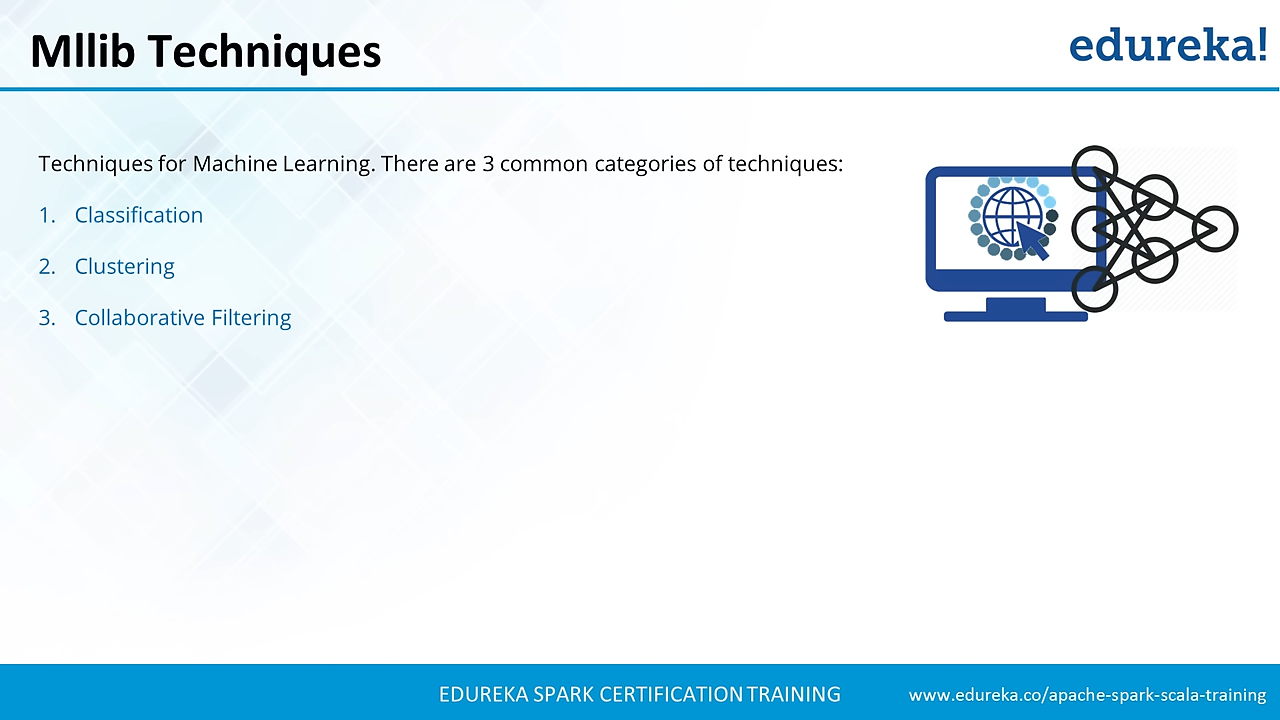 Mllib Techniques
edureka!
Techniques for Machine Learning. There are 3 common categories of techniques:
1. Classification
2. Clustering
3. Collaborative Filtering
EDUREKA SPARK CERTIFICATION TRAINING
www.edureka.co/apache-spark-scala-training